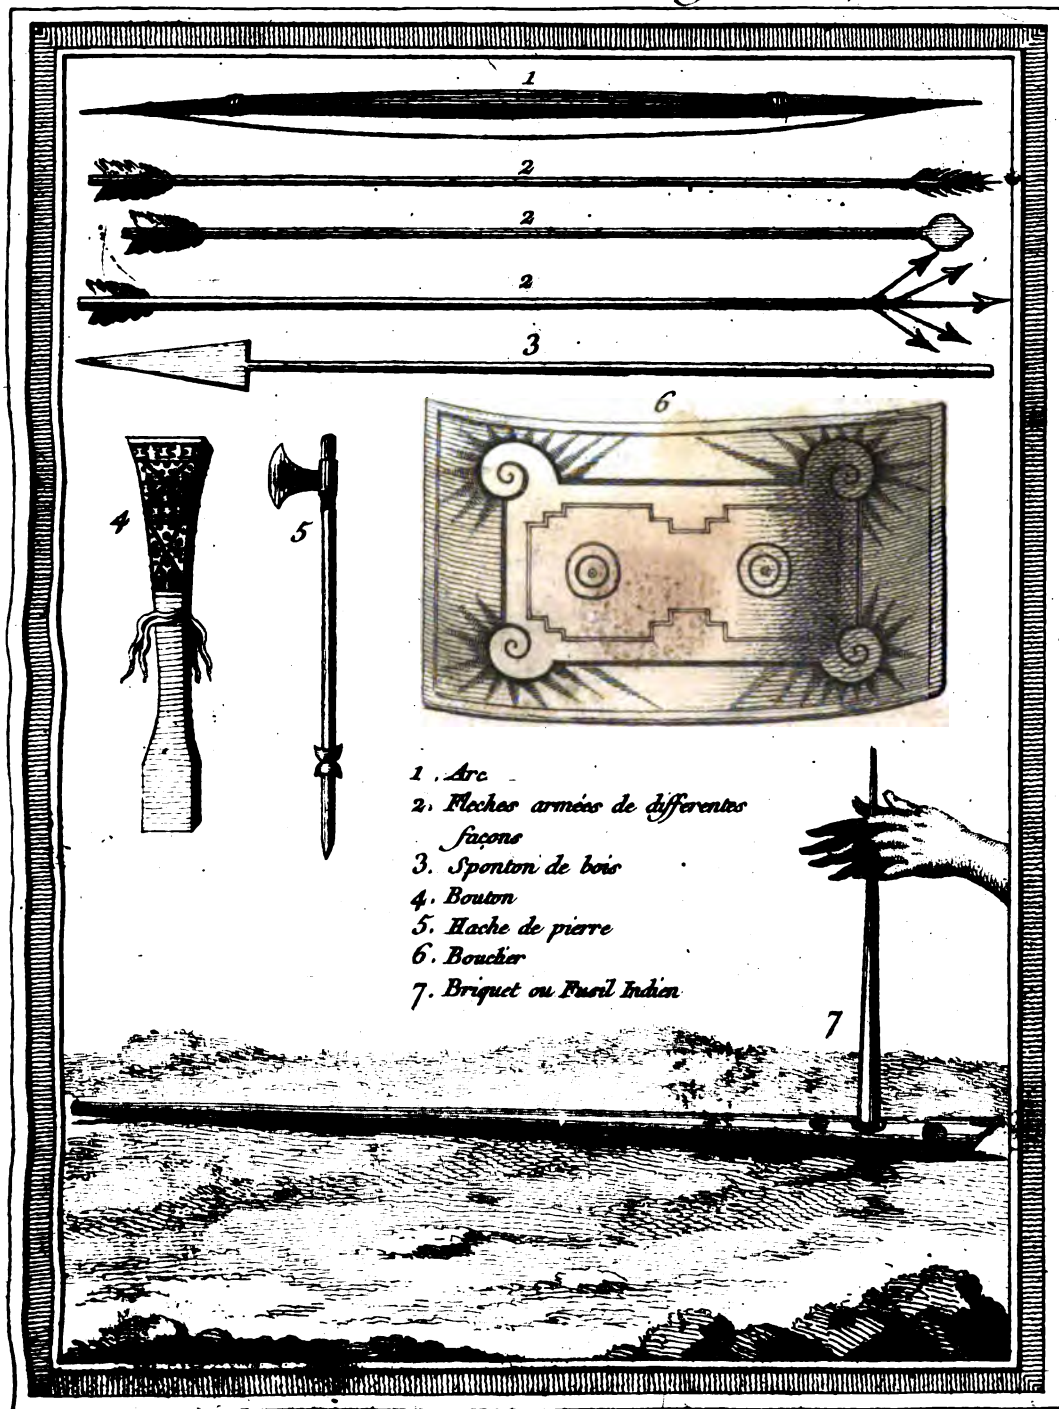 1
2
2
2
3
6
4
5
1. Arc
2. Fleches armées de differentes
façons
3. Sponton de bois
4. Bouton
5. Hache de pierre
6. Bouclier
7. Briquet ou Fusil Indien
7